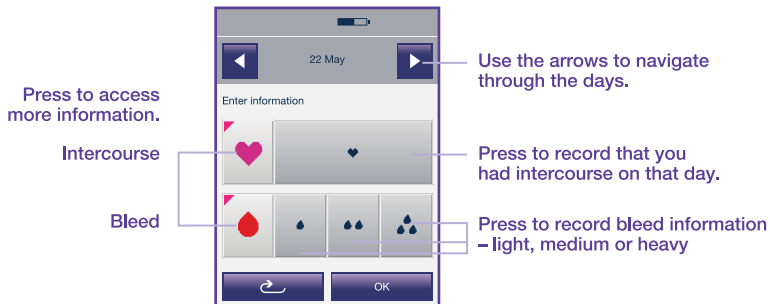 22 May
Use the arrows to navigate
through the days.
Press to access
more information.
Enter information
Intercourse
Press to record that you
had intercourse on that day.
Bleed
Press to record bleed information
– light, medium or heavy
OK